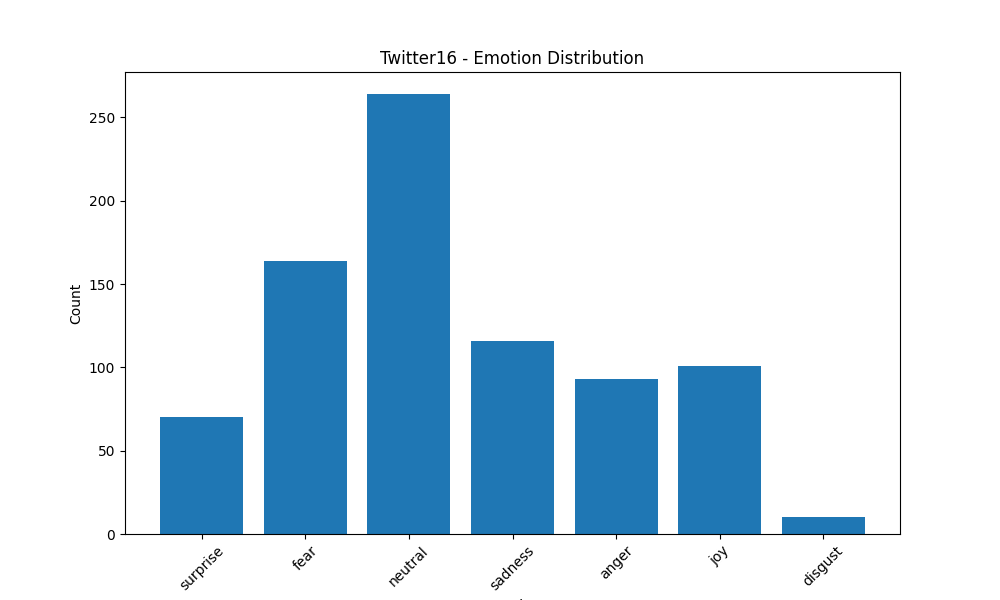 Twitter16 - Emotion Distribution
Count
250
200
150
100
50
0
surprise
fear
neutral
sadness
anger
joy
disgust